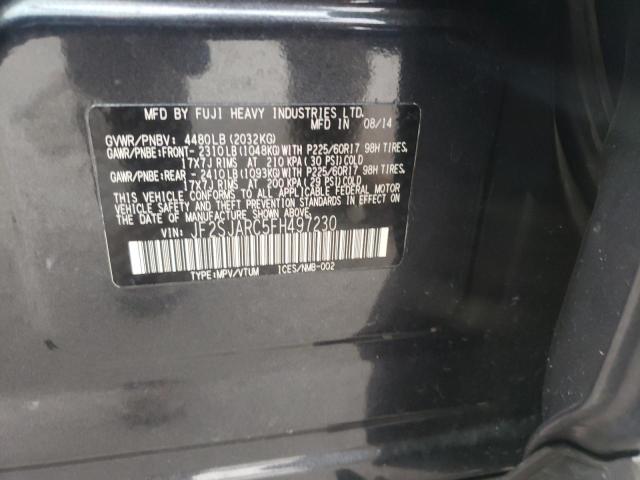 MFD BY FUJI HEAVY INDUSTRIES LTD.
MADE IN 08/14
GVWR/PNBV: 4480LB(2032KG)
GAWR/PNBE:FRONT- 2310LB(1048KG)WITH P225/60R17 98H TIRES,
17X7J RIMS AT 210 KPA( 30 PSI)COLD
GAWR/PNBE:REAR - 2410LB(1093KG)WITH P225/60R17 98H TIRES,
17X7J RIMS AT 200 KPA( 28 PSI)COLD
THIS VEHICLE CONFORMS TO ALL APPLICABLE FEDERAL MOTOR
VEHICLE SAFETY AND THEFT PREVENTION STANDARDS IN
EFFECT ON THE DATE OF MANUFACTURE SHOWN ABOVE.
VIN: JF2SJARC5FH497230
TYPE:MPV/VTUM ICES/NMB-002